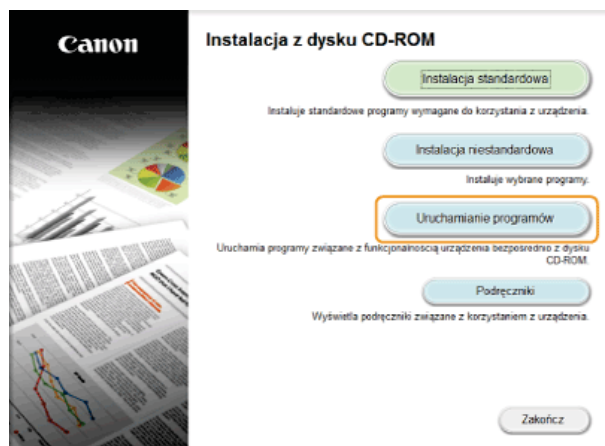 Canon
Instalacja z dysku CD-ROM
Instalacja standardowa
Instaluje standardowe programy wymagane do korzystania z urządzenia.
Instalacja niestandardowa
Instaluje wybrane programy.
Uruchamianie programów
Uruchamia programy związane z funkcjonalnością urządzenia bezpośrednio z dysku
CD-ROM.
Podręczniki
Wyświetla podręczniki związane z korzystaniem z urządzenia.
Zakończ